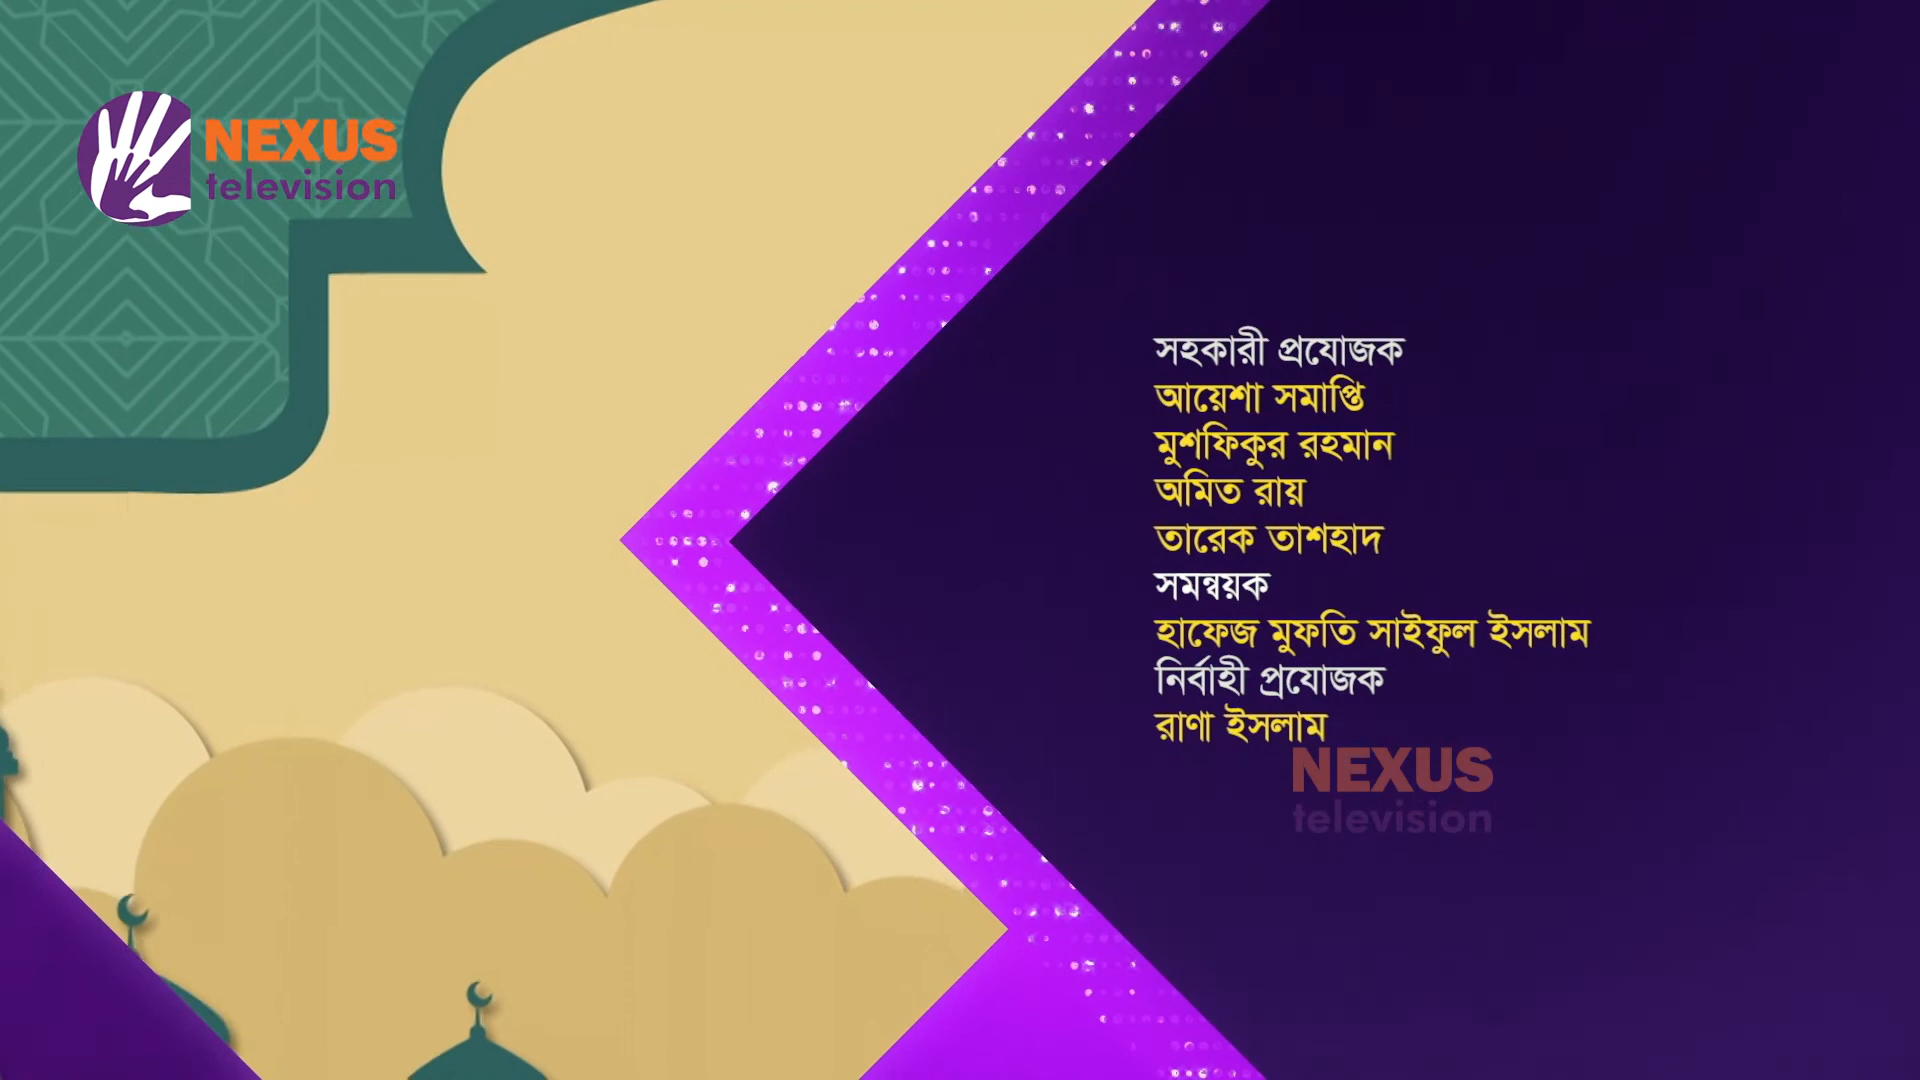 NEXUS
television
সহকারী প্রযোজক
আয়েশা সমাপ্তি
মুশফিকুর রহমান
অমিত রায়
তারেক তাশহাদ
সমন্বয়ক
হাফেজ মুফতি সাইফুল ইসলাম
নির্বাহী প্রযোজক
রাণা ইসলাম
NEXUS
television